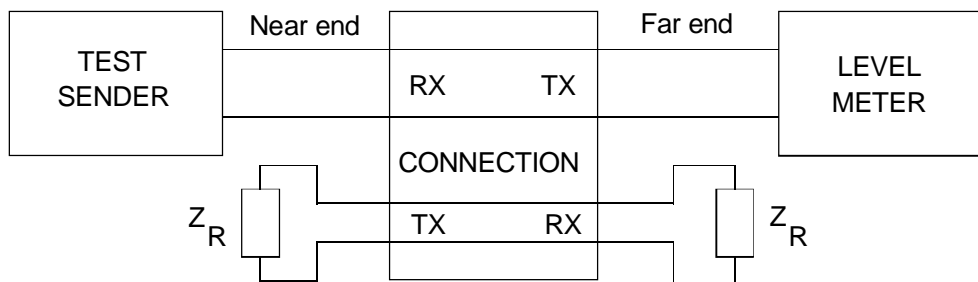 Near end
Far end
TEST
SENDER
RX TX
LEVEL
METER
CONNECTION
Z R
TX RX
Z R